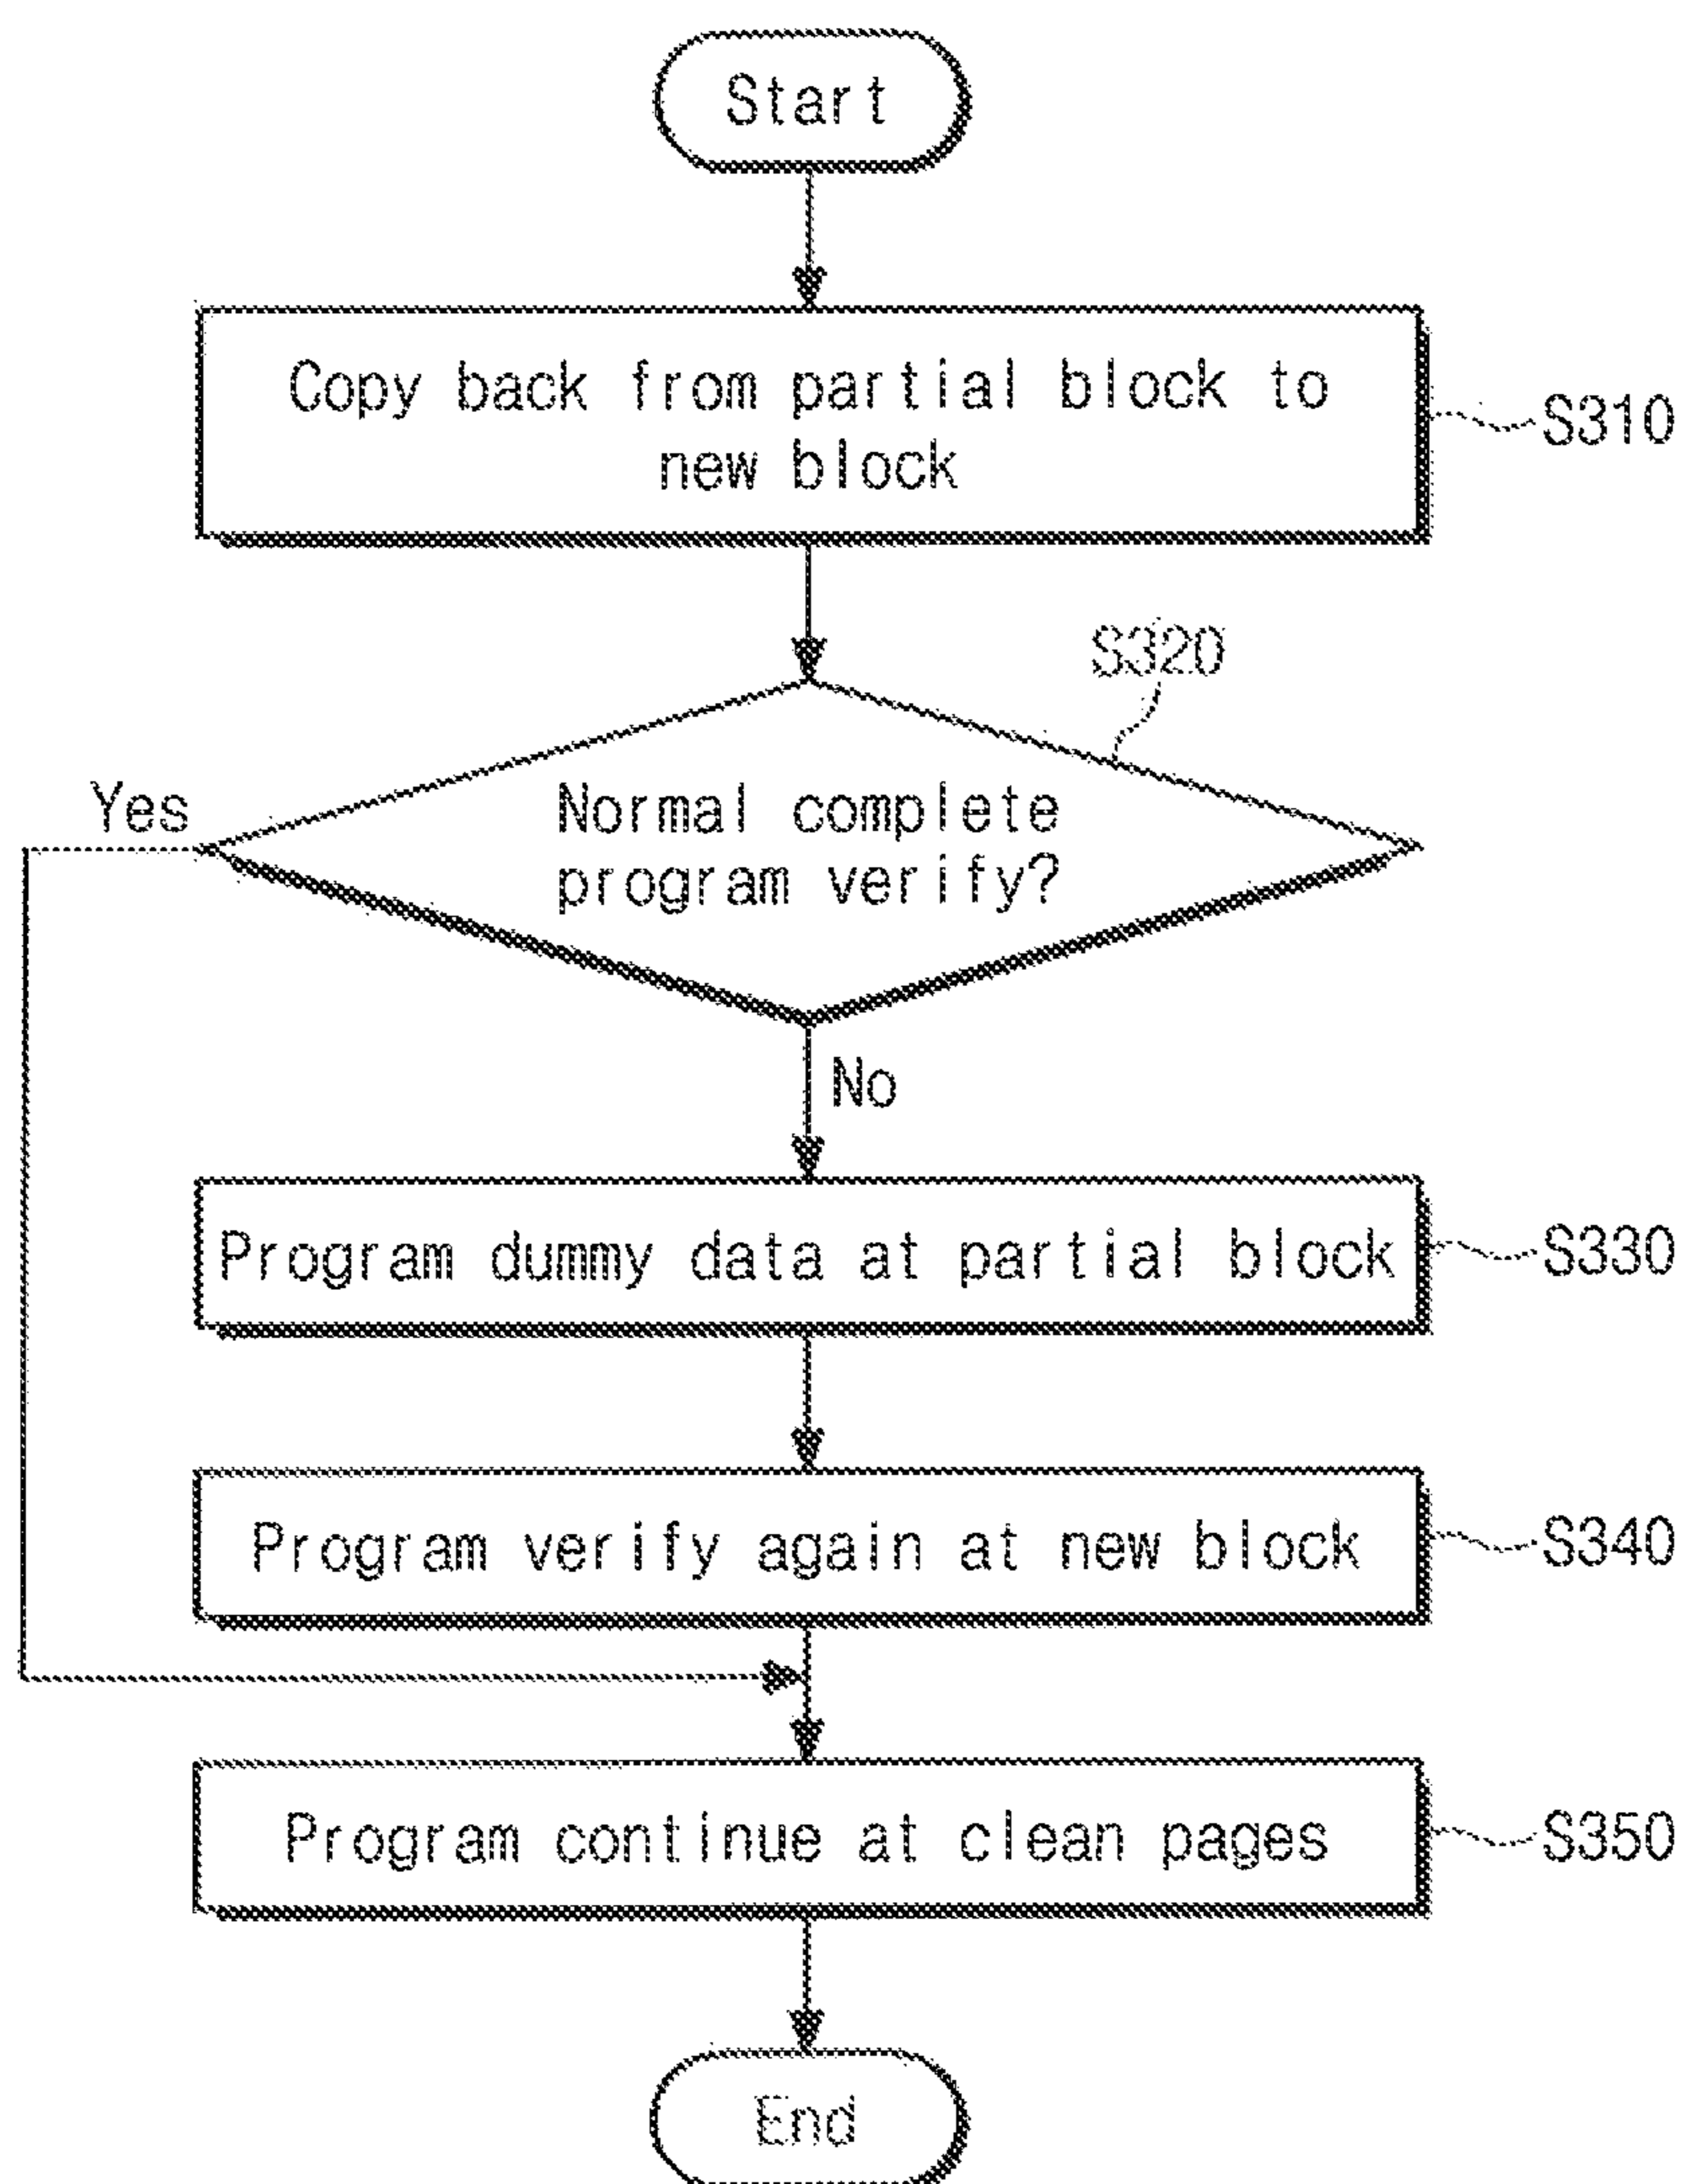 Start
Copy back from partial block to
new block
S310
S320
Normal complete
program verify?
Yes
No
Program dummy data at partial block
S330
Program verify again at new block
S340
Program continue at clean pages
S350
End